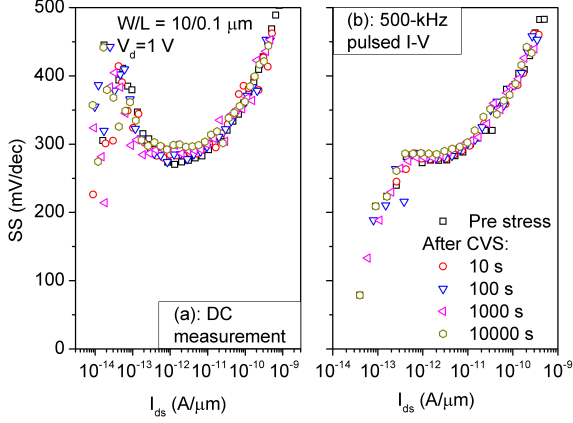 W/L = 10/0.1 μm
V_d=1 V
(b): 500-kHz
pulsed I-V
500
400
300
200
100
0
SS (mV/dec)
(a): DC
measurement
Pre stress
After CVS:
10 s
100 s
1000 s
10000 s
10^-14 10^-13 10^-12 10^-11 10^-10 10^-9
10^-14 10^-13 10^-12 10^-11 10^-10 10^-9
I_ds (A/μm)
I_ds (A/μm)